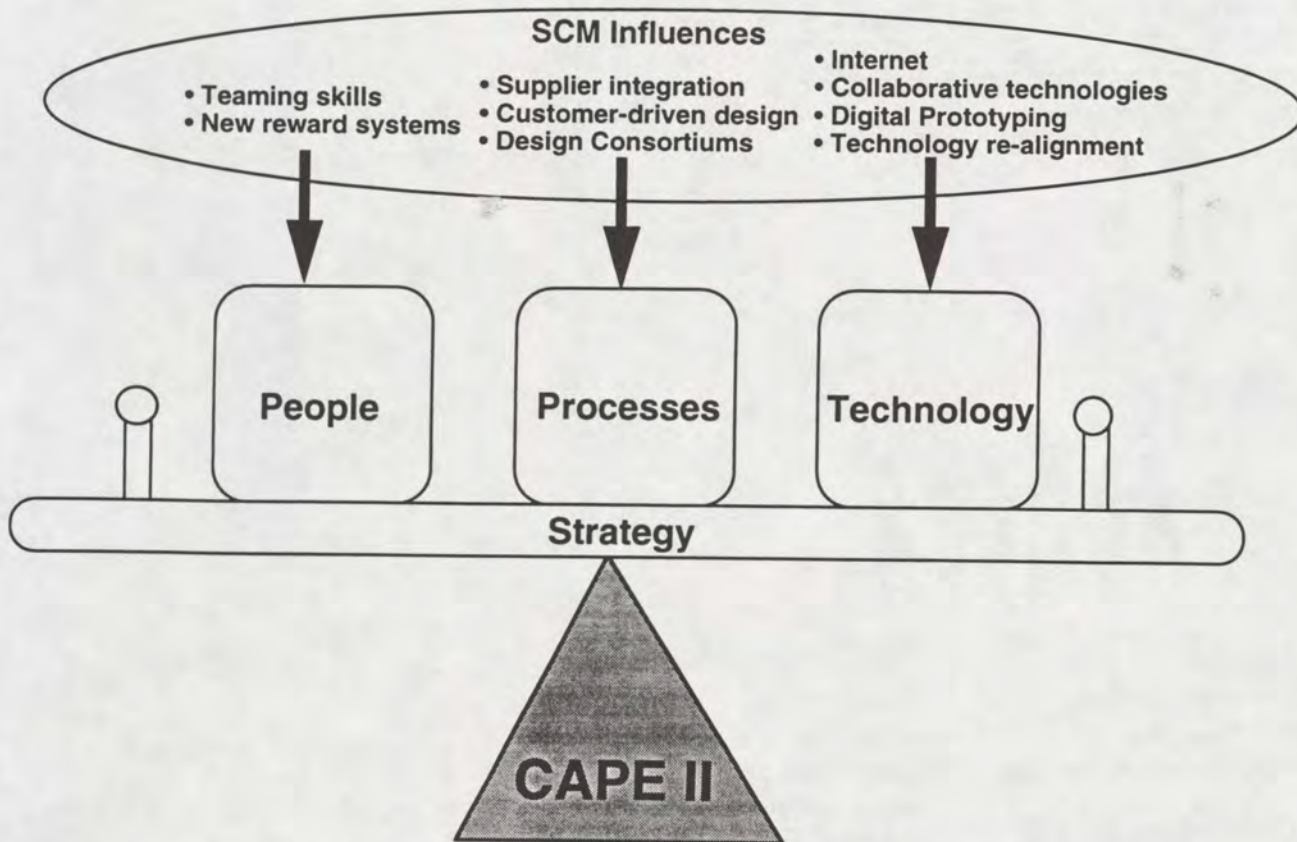 SCM Influences
• Teaming skills
• New reward systems
• Supplier integration
• Customer-driven design
• Design Consortiums
• Internet
• Collaborative technologies
• Digital Prototyping
• Technology re-alignment
People
Processes
Technology
Strategy
CAPE II